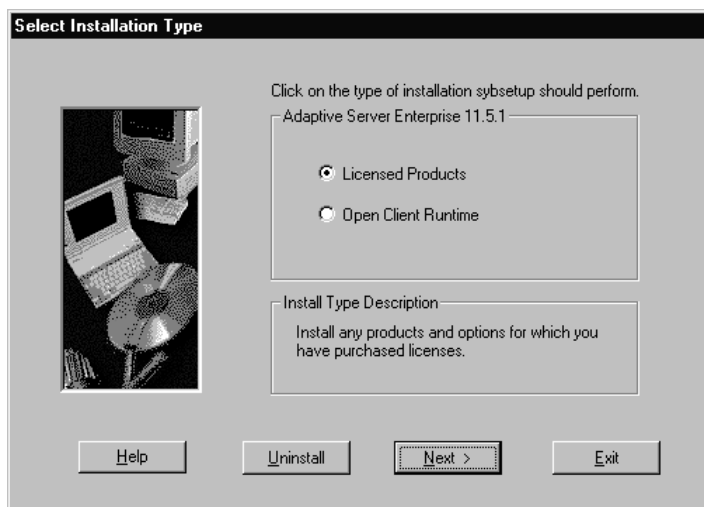 Select Installation Type
Click on the type of installation sybsetup should perform.
Adaptive Server Enterprise 11.5.1
Licensed Products
Open Client Runtime
Install Type Description
Install any products and options for which you
have purchased licenses.
Help
Uninstall
Next >
Exit